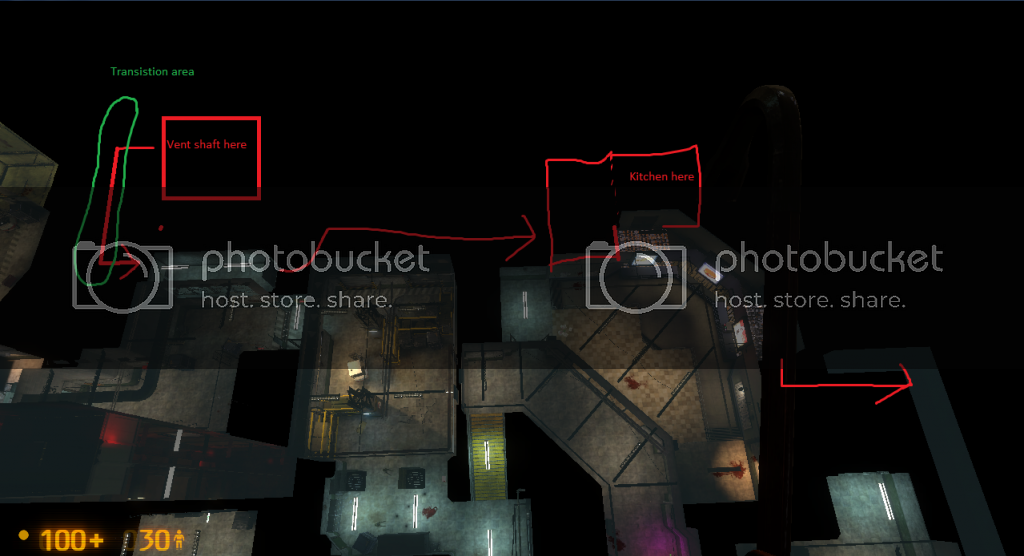 Transistion area
Vent shaft here
Kitchen here
photobucket
host. store. share.
photobucket
host. store. share.
100+
30